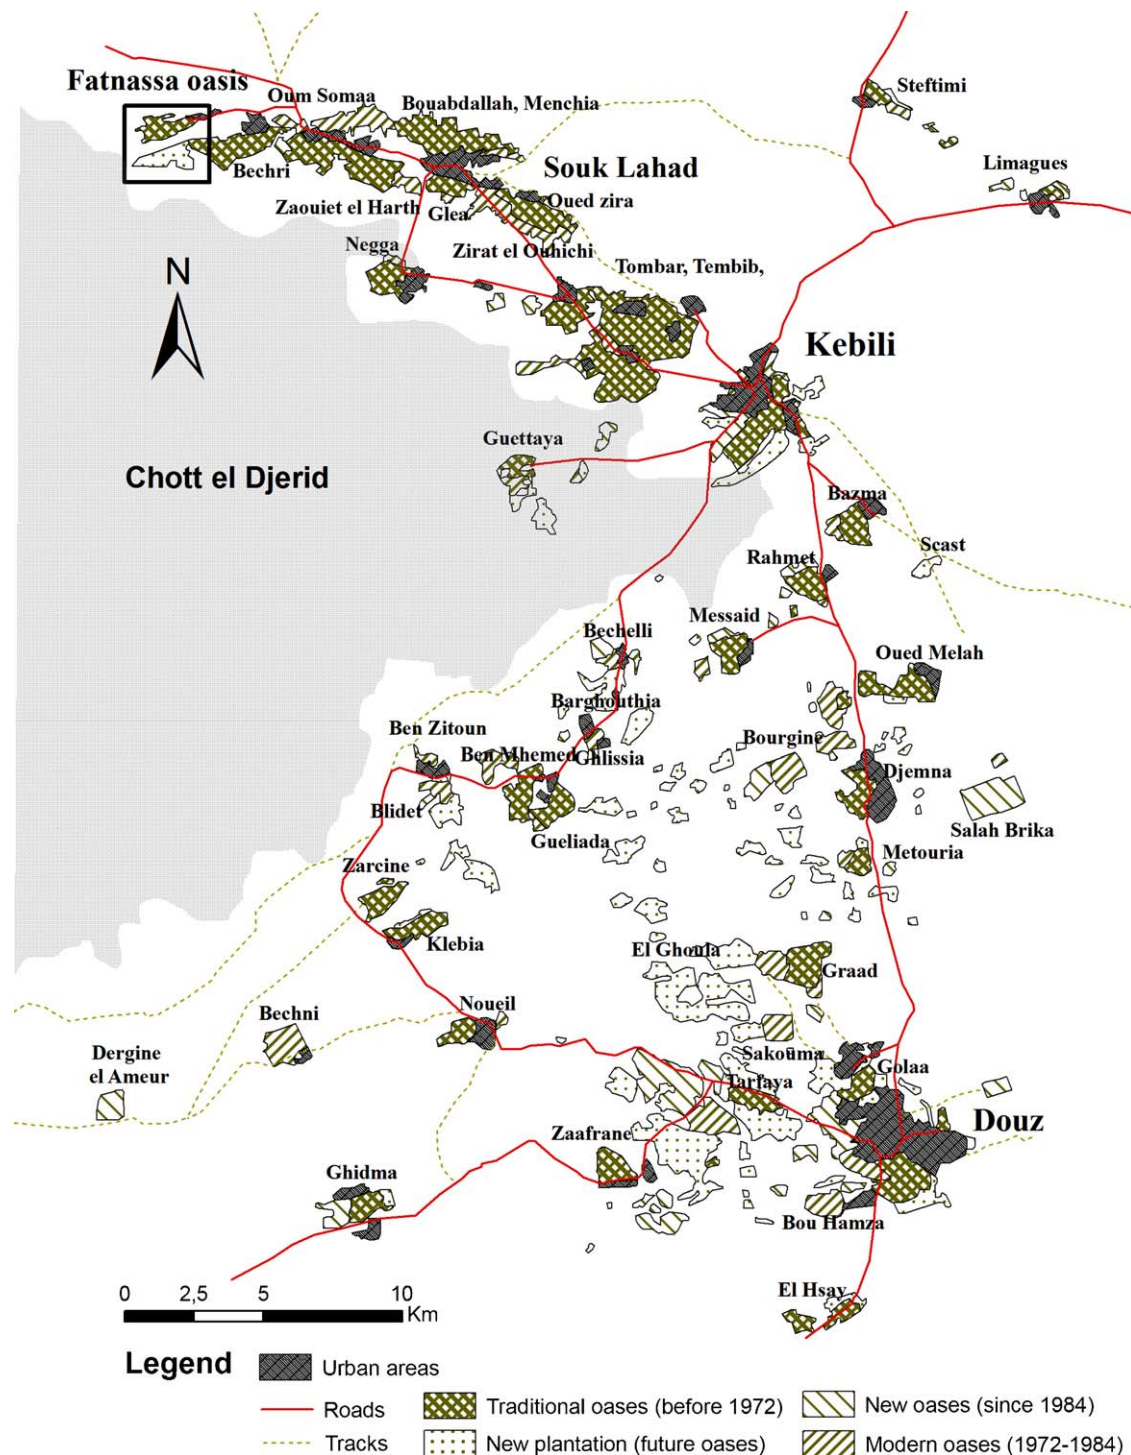 Fatnassa oasis
Oum Somaa
Bouabdallah, Menchia
Steftimi
Limagues
Bechri
Souk Lahad
Zaouiet el Harth
Glea
Oued zira
Negga
Zirat el Ouhichi
Tombar, Tembib,
N
Kebili
Guettaya
Chott el Djerid
Bazma
Scast
Rahmet
Messaid
Bechelli
Oued Melah
Barghouthia
Ben Zitoun
Ben Mhemed
Ghlissia
Bourgine
Djemna
Blidet
Gueliada
Salah Brika
Metouria
Zarcine
Klebia
El Ghoula
Graad
Noueil
Bechni
Dergine
el Ameur
Sakouma
Golaa
Tarfaya
Zaafrane
Douz
Ghidma
Bou Hamza
El Hsay
0 2,5 5 10
Km
Legend
Urban areas
Roads
Traditional oases (before 1972)
New oases (since 1984)
Tracks
New plantation (future oases)
Modern oases (1972-1984)